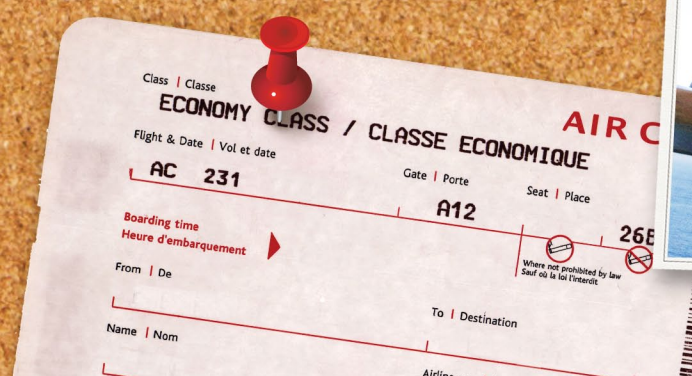 Class | Classe
ECONOMY CLASS / CLASSE ECONOMIQUE
AIR C
Flight & Date | Vol et date
Gate | Porte
Seat | Place
AC 231
A12
26B
Boarding time
Heure d'embarquement
Where not prohibited by law
Sauf où la loi l'interdit
From | De
To | Destination
Name | Nom